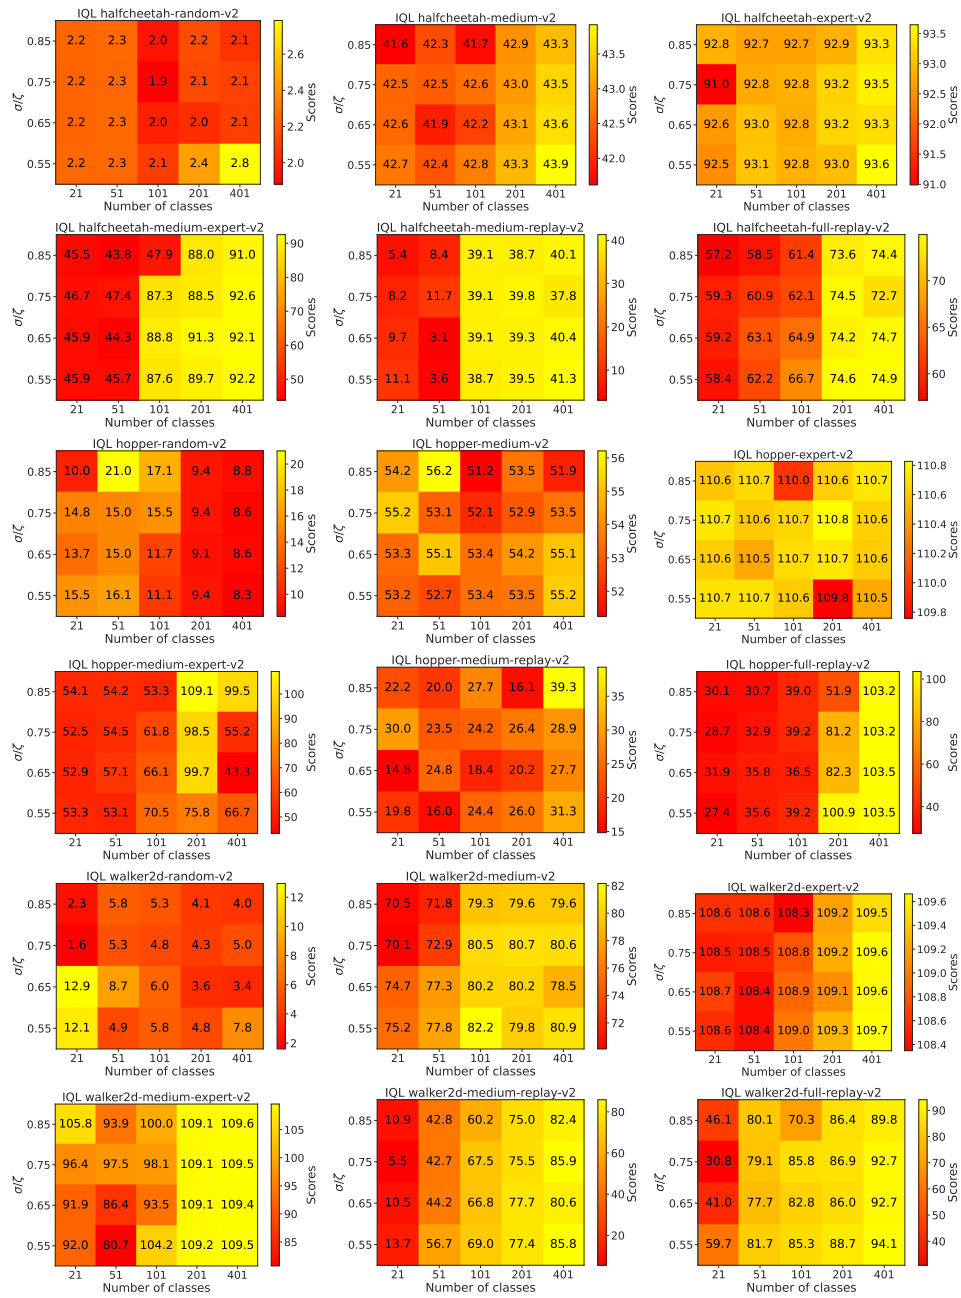 IQL halfcheetah-random-v2
0.85 2.2 2.3 2.0 2.2 2.1
0.75 2.2 2.3 1.9 2.1 2.1
0.65 2.2 2.3 2.0 2.0 2.1
0.55 2.2 2.3 2.1 2.4 2.8
21 51 101 201 401
Number of classes
σ/ζ
2.6
2.4
2.2
2.0
Scores
IQL halfcheetah-medium-v2
0.85 41.6 42.3 41.7 42.9 43.3
0.75 42.5 42.5 42.6 43.0 43.5
0.65 42.6 41.9 42.2 43.1 43.6
0.55 42.7 42.4 42.8 43.3 43.9
21 51 101 201 401
Number of classes
σ/ζ
43.5
43.0
42.5
42.0
Scores
IQL halfcheetah-expert-v2
0.85 92.8 92.7 92.7 92.9 93.3
0.75 91.0 92.8 92.8 93.2 93.5
0.65 92.6 93.0 92.8 93.2 93.3
0.55 92.5 93.1 92.8 93.0 93.6
21 51 101 201 401
Number of classes
σ/ζ
93.5
93.0
92.5
92.0
91.5
91.0
Scores
IQL halfcheetah-medium-expert-v2
0.85 45.5 43.8 47.9 88.0 91.0
0.75 46.7 47.4 87.3 88.5 92.6
0.65 45.9 44.3 88.8 91.3 92.1
0.55 45.9 45.7 87.6 89.7 92.2
21 51 101 201 401
Number of classes
σ/ζ
90
80
70
60
50
Scores
IQL halfcheetah-medium-replay-v2
0.85 5.4 8.4 39.1 38.7 40.1
0.75 8.2 11.7 39.1 39.8 37.8
0.65 9.7 3.1 39.1 39.3 40.4
0.55 11.1 3.6 38.7 39.5 41.3
21 51 101 201 401
Number of classes
σ/ζ
40
30
20
10
Scores
IQL halfcheetah-full-replay-v2
0.85 57.2 58.5 61.4 73.6 74.4
0.75 59.3 60.9 62.1 74.5 72.7
0.65 59.2 63.1 64.9 74.2 74.7
0.55 58.4 62.2 66.7 74.6 74.9
21 51 101 201 401
Number of classes
σ/ζ
70
65
60
Scores
IQL hopper-random-v2
0.85 10.0 21.0 17.1 9.4 8.8
0.75 14.8 15.0 15.5 9.4 8.6
0.65 13.7 15.0 11.7 9.1 8.6
0.55 15.5 16.1 11.1 9.4 8.3
21 51 101 201 401
Number of classes
σ/ζ
20
18
16
14
12
10
Scores
IQL hopper-medium-v2
0.85 54.2 56.2 51.2 53.5 51.9
0.75 55.2 53.1 52.1 52.9 53.5
0.65 53.3 55.1 53.4 54.2 55.1
0.55 53.2 52.7 53.4 53.5 55.2
21 51 101 201 401
Number of classes
σ/ζ
56
55
54
53
52
Scores
IQL hopper-expert-v2
0.85 110.6 110.7 110.0 110.6 110.7
0.75 110.7 110.6 110.7 110.8 110.6
0.65 110.6 110.5 110.7 110.7 110.6
0.55 110.7 110.7 110.6 109.8 110.5
21 51 101 201 401
Number of classes
σ/ζ
110.8
110.6
110.4
110.2
110.0
109.8
Scores
IQL hopper-medium-expert-v2
0.85 54.1 54.2 53.3 109.1 99.5
0.75 52.5 54.5 61.8 98.5 55.2
0.65 52.9 57.1 66.1 99.7 43.3
0.55 53.3 53.1 70.5 75.8 66.7
21 51 101 201 401
Number of classes
σ/ζ
100
90
80
70
60
50
Scores
IQL hopper-medium-replay-v2
0.85 22.2 20.0 27.7 16.1 39.3
0.75 30.0 23.5 24.2 26.4 28.9
0.65 14.8 24.8 18.4 20.2 27.7
0.55 19.8 16.0 24.4 26.0 31.3
21 51 101 201 401
Number of classes
σ/ζ
35
30
25
20
15
Scores
IQL hopper-full-replay-v2
0.85 30.1 30.7 39.0 51.9 103.2
0.75 28.7 32.9 39.2 81.2 103.2
0.65 31.9 35.8 36.5 82.3 103.5
0.55 27.4 35.6 39.2 100.9 103.5
21 51 101 201 401
Number of classes
σ/ζ
100
80
60
40
Scores
IQL walker2d-random-v2
0.85 2.3 5.8 5.3 4.1 4.0
0.75 1.6 5.3 4.8 4.3 5.0
0.65 12.9 8.7 6.0 3.6 3.4
0.55 12.1 4.9 5.8 4.8 7.8
21 51 101 201 401
Number of classes
σ/ζ
12
10
8
6
4
2
Scores
IQL walker2d-medium-v2
0.85 70.5 71.8 79.3 79.6 79.6
0.75 70.1 72.9 80.5 80.7 80.6
0.65 74.7 77.3 80.2 80.2 78.5
0.55 75.2 77.8 82.2 79.8 80.9
21 51 101 201 401
Number of classes
σ/ζ
82
80
78
76
74
72
Scores
IQL walker2d-expert-v2
0.85 108.6 108.6 108.3 109.2 109.5
0.75 108.5 108.5 108.8 109.2 109.6
0.65 108.7 108.4 108.9 109.1 109.6
0.55 108.6 108.4 109.0 109.3 109.7
21 51 101 201 401
Number of classes
σ/ζ
109.6
109.4
109.2
109.0
108.8
108.6
108.4
Scores
IQL walker2d-medium-expert-v2
0.85 105.8 93.9 100.0 109.1 109.6
0.75 96.4 97.5 98.1 109.1 109.5
0.65 91.9 86.4 93.5 109.1 109.4
0.55 92.0 80.7 104.2 109.2 109.5
21 51 101 201 401
Number of classes
σ/ζ
105
100
95
90
85
Scores
IQL walker2d-medium-replay-v2
0.85 10.9 42.8 60.2 75.0 82.4
0.75 5.5 42.7 67.5 75.5 85.9
0.65 10.5 44.2 66.8 77.7 80.6
0.55 13.7 56.7 69.0 77.4 85.8
21 51 101 201 401
Number of classes
σ/ζ
80
60
40
20
Scores
IQL walker2d-full-replay-v2
0.85 46.1 80.1 70.3 86.4 89.8
0.75 30.8 79.1 85.8 86.9 92.7
0.65 41.0 77.7 82.8 86.0 92.7
0.55 59.7 81.7 85.3 88.7 94.1
21 51 101 201 401
Number of classes
σ/ζ
90
80
70
60
50
40
Scores